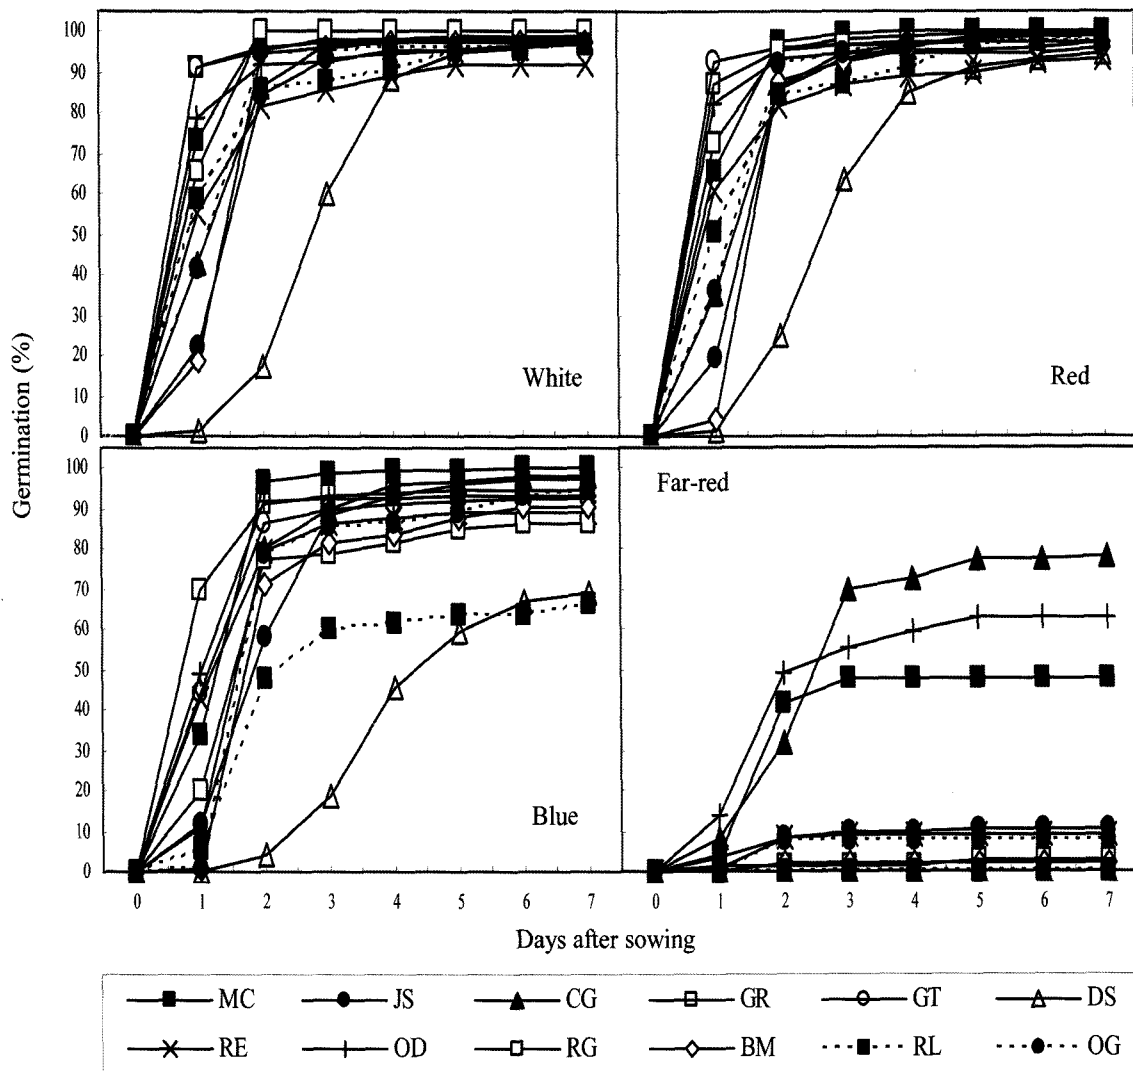 Germination (%)
100
90
80
70
60
50
40
30
20
10
0
White
Red
100
90
80
70
60
50
40
30
20
10
0
Blue
Far-red
0 1 2 3 4 5 6 7 0 1 2 3 4 5 6 7
Days after sowing
MC JS CG GR GT DS
RE OD RG BM RL OG